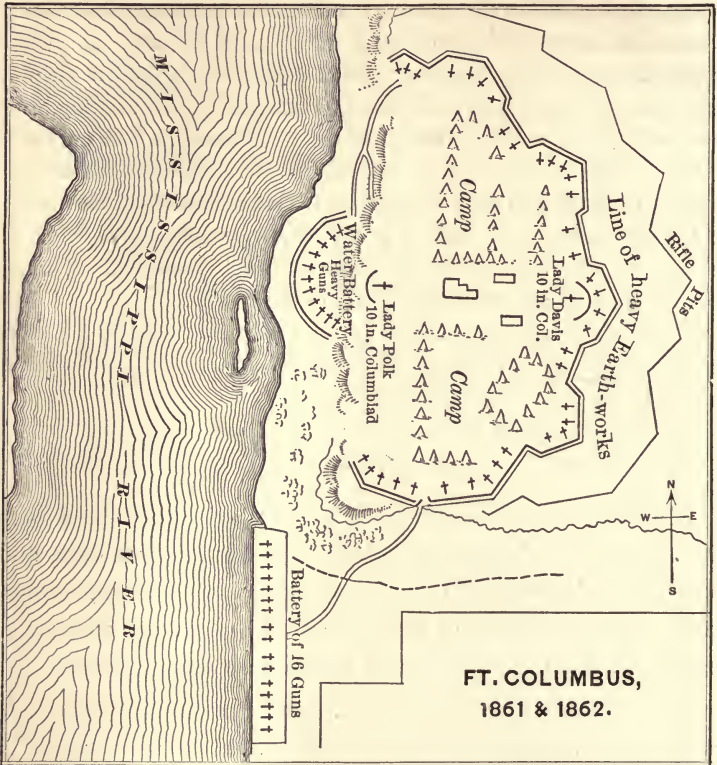 MISSISSIPPI RIVER
Camp
Line of heavy Earth-works
Rifle
Pits
Lady Davis
10 in. Col.
Water Battery
Heavy
Guns
Lady Polk
10 in. Columbiad
Camp
N
W E
S
Battery of 16 Guns
FT. COLUMBUS,
1861 & 1862.